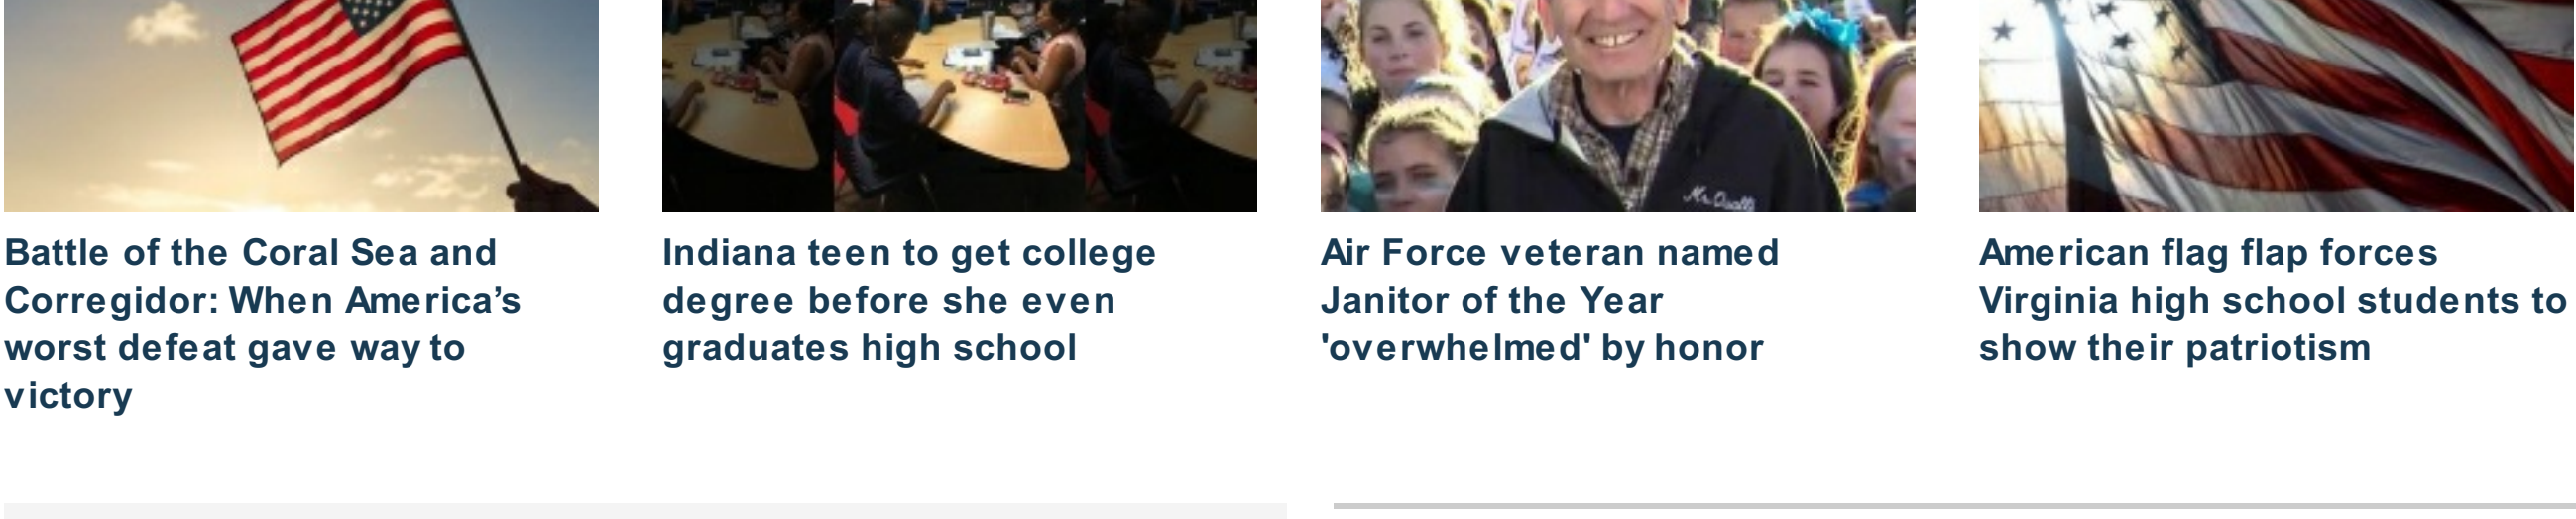 Battle of the Coral Sea and
Corregidor: When America’s
worst defeat gave way to
victory
Indiana teen to get college
degree before she even
graduates high school
Mr. Qualls
Air Force veteran named
Janitor of the Year
'overwhelmed' by honor
American flag flap forces
Virginia high school students to
show their patriotism